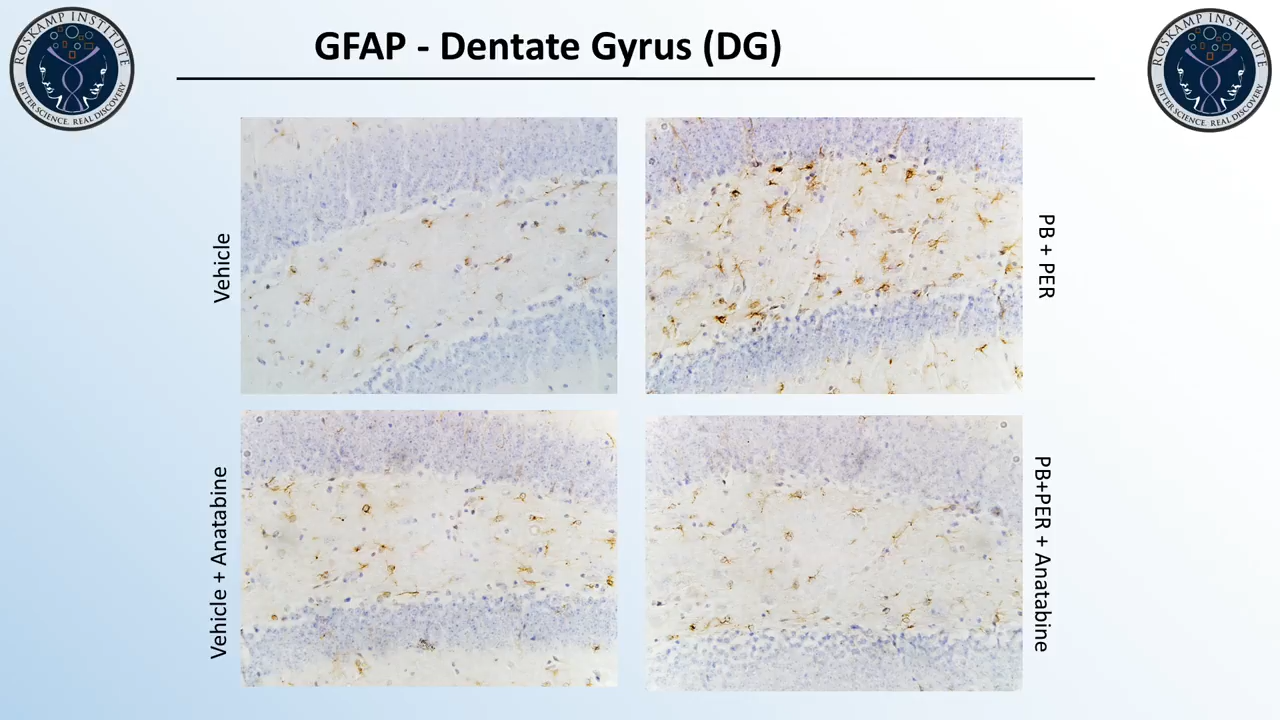 GFAP - Dentate Gyrus (DG)
ROSKAMP INSTITUTE
BETTER SCIENCE. REAL DISCOVERY
ROSKAMP INSTITUTE
BETTER SCIENCE. REAL DISCOVERY
Vehicle
PB + PER
Vehicle + Anatabine
PB+PER + Anatabine